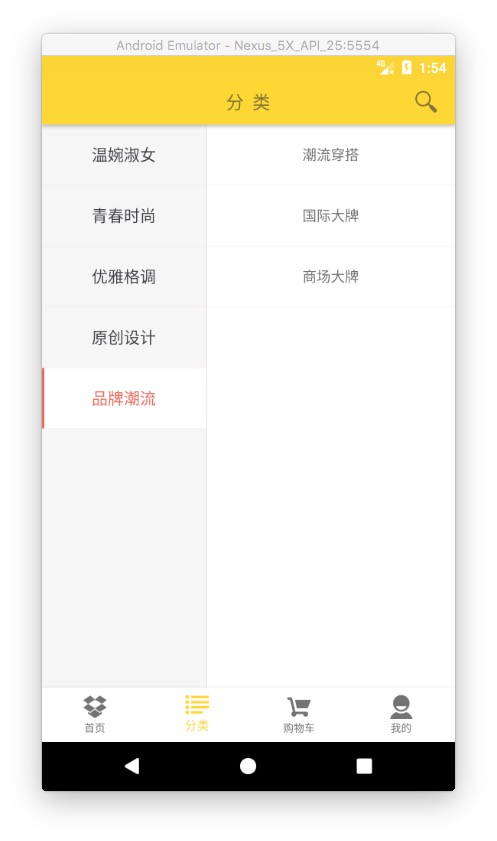 Android Emulator - Nexus_5X_API_25:5554
4G 1:54
分 类
温婉淑女
潮流穿搭
青春时尚
国际大牌
优雅格调
商场大牌
原创设计
品牌潮流
首页 分类 购物车 我的